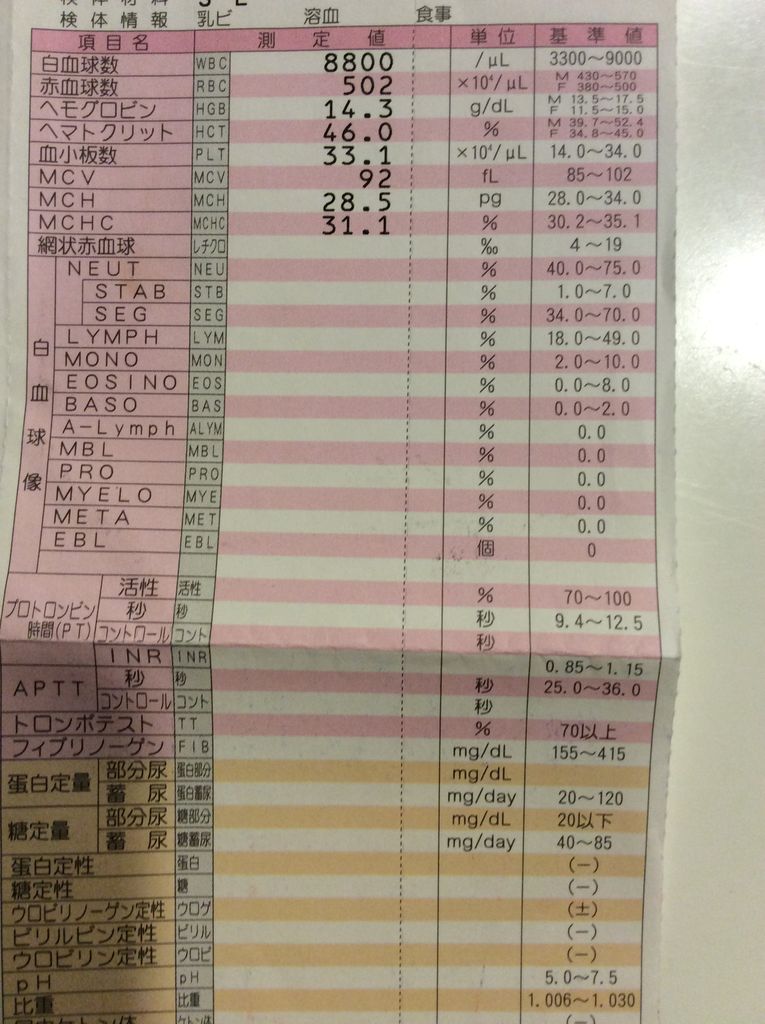 検体情報 乳ビ 溶血 食事
項目名 測定値 単位 基準値
白血球数 WBC 8800 /μL 3300～9000
赤血球数 RBC 502 ×10⁴/μL M 430～570 F 380～500
ヘモグロビン HGB 14.3 g/dL M 13.5～17.5 F 11.5～15.0
ヘマトクリット HCT 46.0 % M 39.7～52.4 F 34.8～45.0
血小板数 PLT 33.1 ×10⁴/μL 14.0～34.0
MCV MCV 92 fL 85～102
MCH MCH 28.5 pg 28.0～34.0
MCHC MCHC 31.1 % 30.2～35.1
網状赤血球 レチクロ ‰ 4～19
白血球像
NEUT NEU % 40.0～75.0
STAB STB % 1.0～7.0
SEG SEG % 34.0～70.0
LYMPH LYM % 18.0～49.0
MONO MON % 2.0～10.0
EOSINO EOS % 0.0～8.0
BASO BAS % 0.0～2.0
A-Lymph ALYM % 0.0
MBL MBL % 0.0
PRO PRO % 0.0
MYELO MYE % 0.0
META MET % 0.0
EBL EBL 個 0
プロトロンビン時間(PT)
活性 活性 % 70～100
秒 秒 秒 9.4～12.5
コントロール コント 秒
INR INR 0.85～1.15
APTT
秒 秒 秒 25.0～36.0
コントロール コント 秒
トロンボテスト TT % 70以上
フィブリノーゲン FIB mg/dL 155～415
蛋白定量
部分尿 蛋白部分 mg/dL
蓄尿 蛋白蓄尿 mg/day 20～120
糖定量
部分尿 糖部分 mg/dL 20以下
蓄尿 糖蓄尿 mg/day 40～85
蛋白定性 蛋白 (－)
糖定性 糖 (－)
ウロビリノーゲン定性 ウロゲ (±)
ビリルビン定性 ビリル (－)
ウロビリン定性 ウロビ (－)
pH pH 5.0～7.5
比重 比重 1.006～1.030